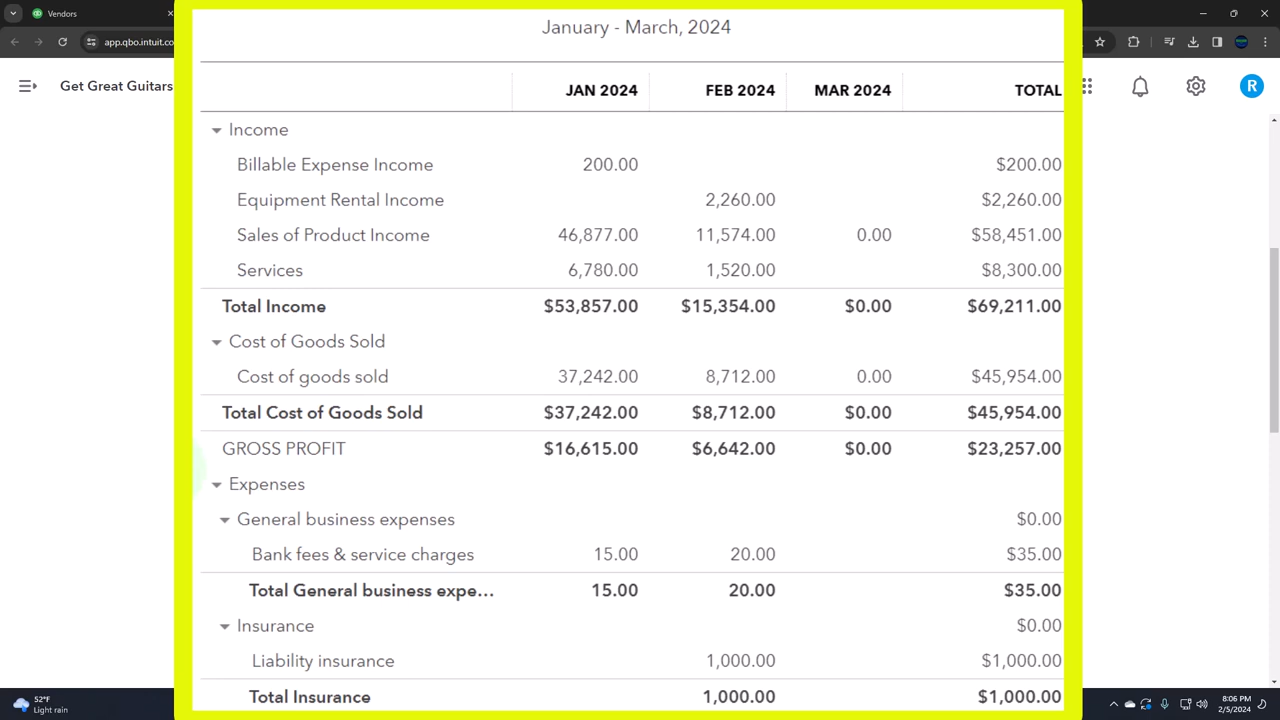 Vendors
app.qbo.intuit.co
Get Great Guitars
R
January - March, 2024
JAN 2024 FEB 2024 MAR 2024 TOTAL
Income
Billable Expense Income 200.00 $200.00
Equipment Rental Income 2,260.00 $2,260.00
Sales of Product Income 46,877.00 11,574.00 0.00 $58,451.00
Services 6,780.00 1,520.00 $8,300.00
Total Income $53,857.00 $15,354.00 $0.00 $69,211.00
Cost of Goods Sold
Cost of goods sold 37,242.00 8,712.00 0.00 $45,954.00
Total Cost of Goods Sold $37,242.00 $8,712.00 $0.00 $45,954.00
GROSS PROFIT $16,615.00 $6,642.00 $0.00 $23,257.00
Expenses
General business expenses $0.00
Bank fees & service charges 15.00 20.00 $35.00
Total General business expe... 15.00 20.00 $35.00
Insurance $0.00
Liability insurance 1,000.00 $1,000.00
Total Insurance 1,000.00 $1,000.00
52°F
Light rain
8:06 PM
2/5/2024